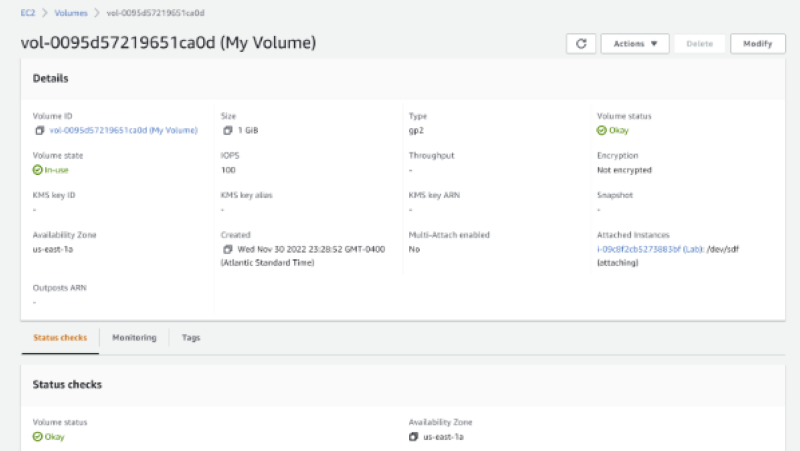 EC2 > Volumes > vol-0095d57219651ca0d
vol-0095d57219651ca0d (My Volume)
Actions ▼
Delete
Modify
Details
Volume ID
vol-0095d57219651ca0d (My Volume)
Size
1 GiB
Type
gp2
Volume status
Okay
Volume state
In-use
IOPS
100
Throughput
-
Encryption
Not encrypted
KMS key ID
-
KMS key alias
-
KMS key ARN
-
Snapshot
-
Availability Zone
us-east-1a
Created
Wed Nov 30 2022 23:28:52 GMT-0400
(Atlantic Standard Time)
Multi-Attach enabled
No
Attached Instances
i-09c8f2cb5273883bf (Lab): /dev/sdf
(attaching)
Outposts ARN
-
Status checks
Monitoring
Tags
Status checks
Volume status
Okay
Availability Zone
us-east-1a